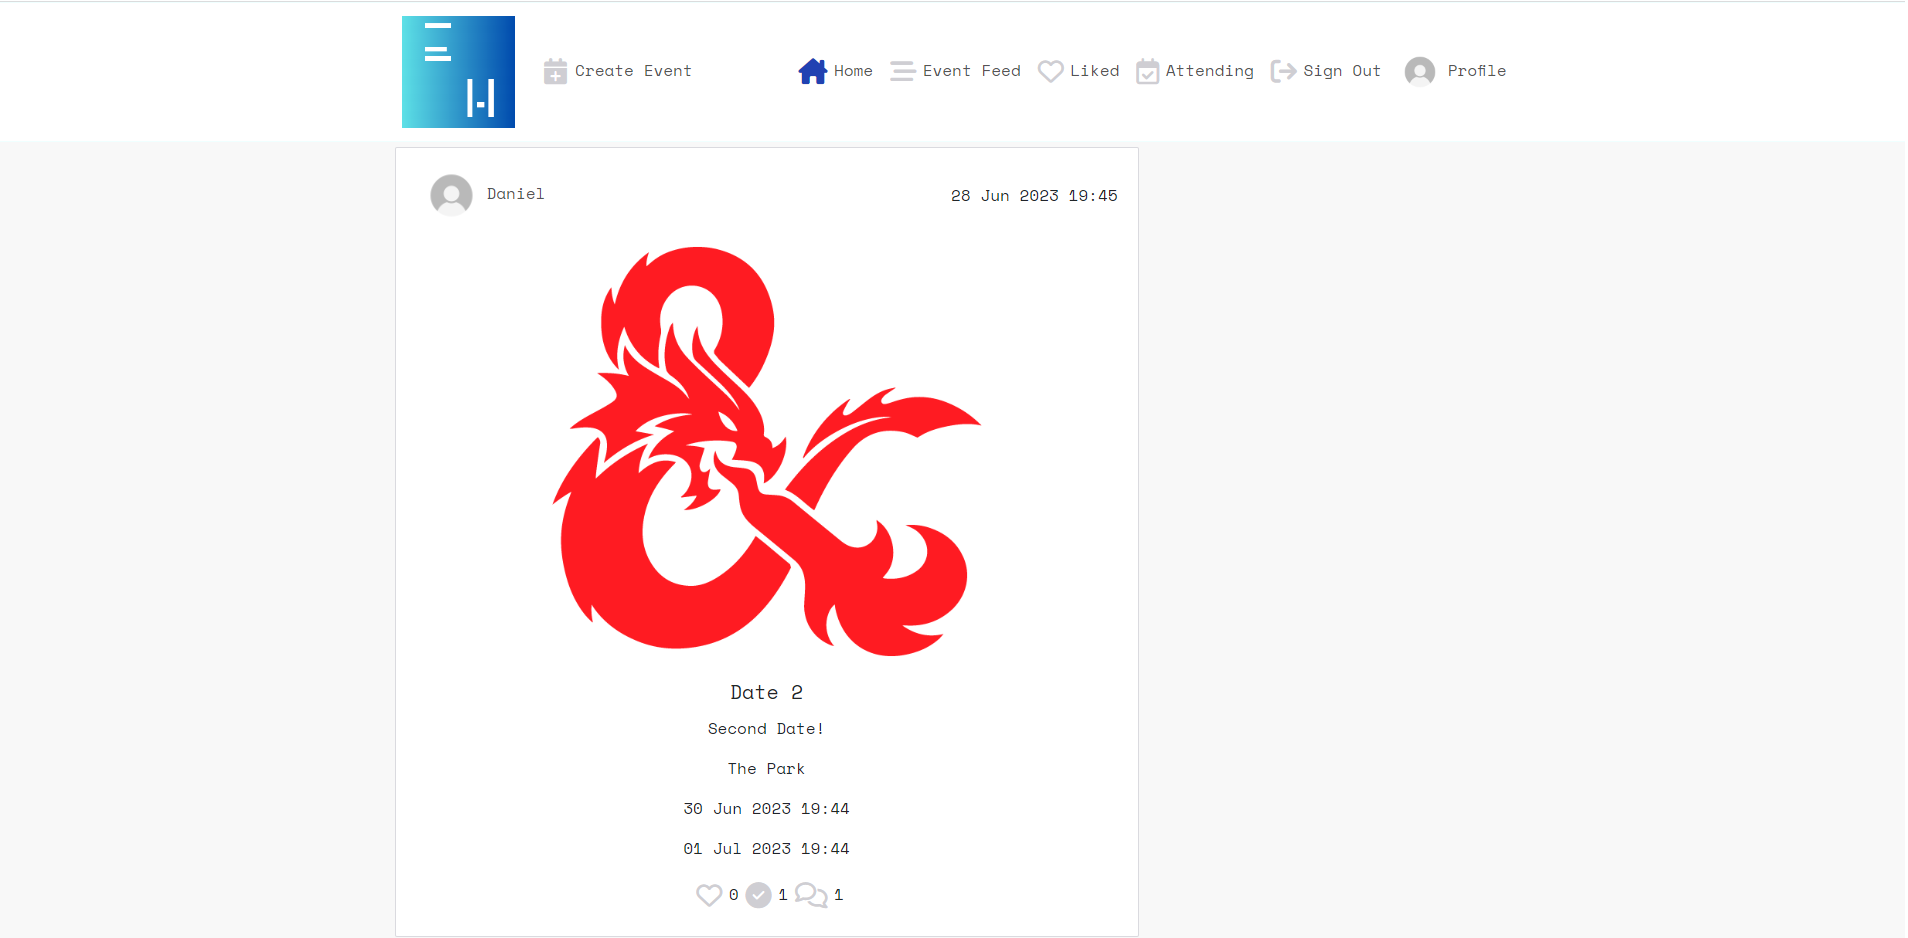 Create Event
Home
Event Feed
Liked
Attending
Sign Out
Profile
Daniel
28 Jun 2023 19:45
Date 2
Second Date!
The Park
30 Jun 2023 19:44
01 Jul 2023 19:44
0 1 1